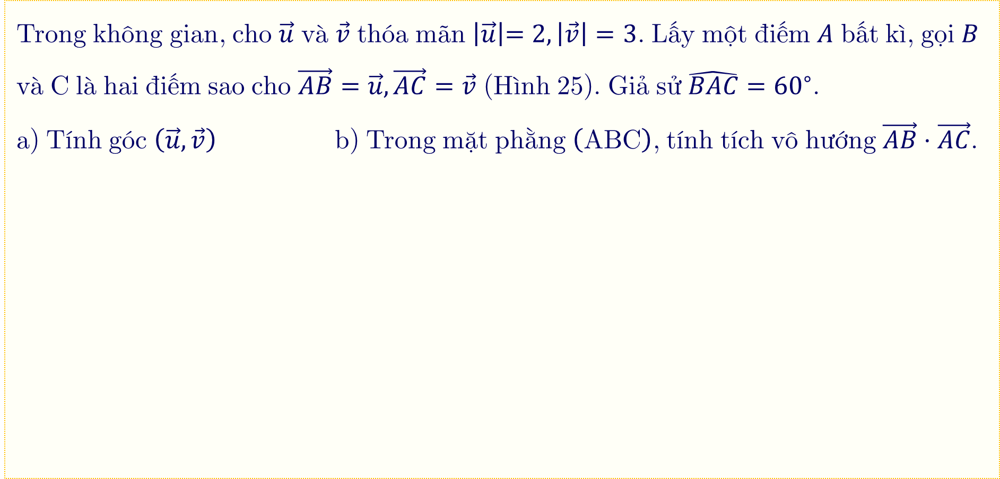 Trong không gian, cho \(\vec{u}\) và \(\vec{v}\) thóa mãn \(|\vec{u}|= 2, |\vec{v}| = 3\). Lấy một điếm \(A\) bất kì, gọi \(B\)
và C là hai điếm sao cho \(\overrightarrow{AB} = \vec{u}, \overrightarrow{AC} = \vec{v}\) (Hình 25). Giả sử \(\widehat{BAC} = 60°\).
a) Tính góc \((\vec{u}, \vec{v})\) b) Trong mặt phằng (ABC), tính tích vô hướng \(\overrightarrow{AB} \cdot \overrightarrow{AC}\).